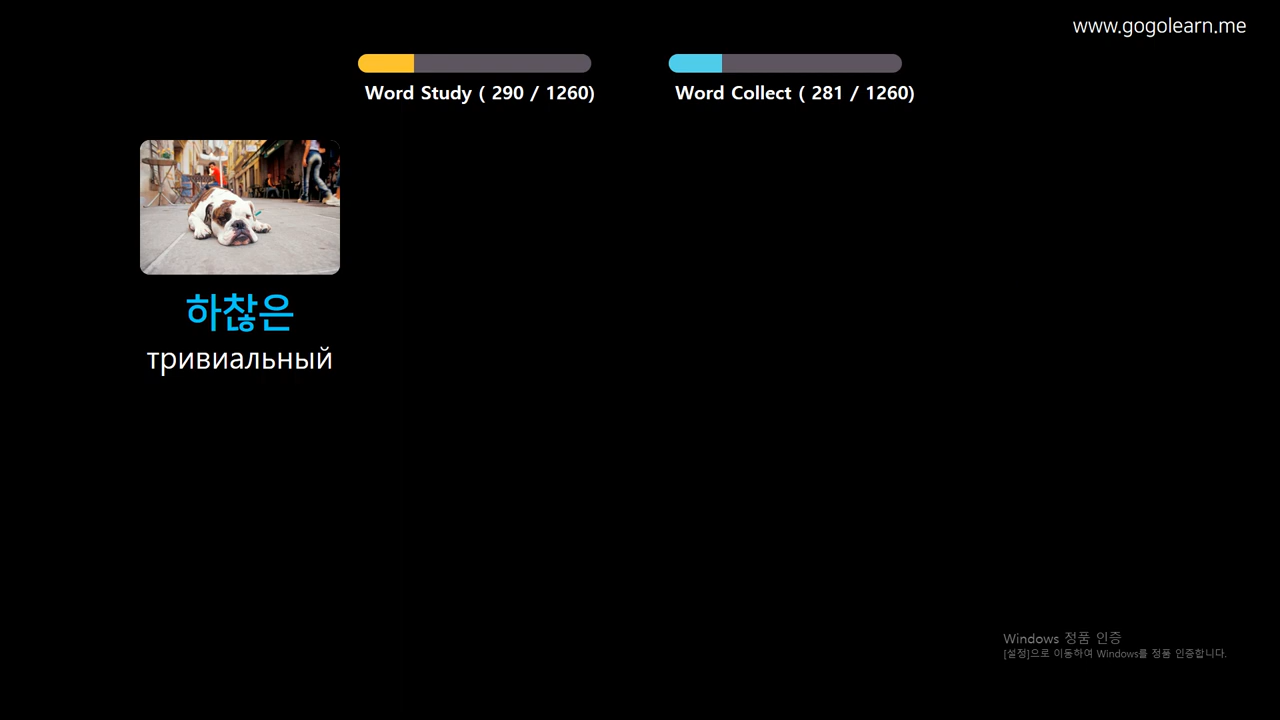 www.gogolearn.me
Word Study ( 290 / 1260)
Word Collect ( 281 / 1260)
하찮은
тривиальный
Windows 정품 인증
[설정]으로 이동하여 Windows를 정품 인증합니다.